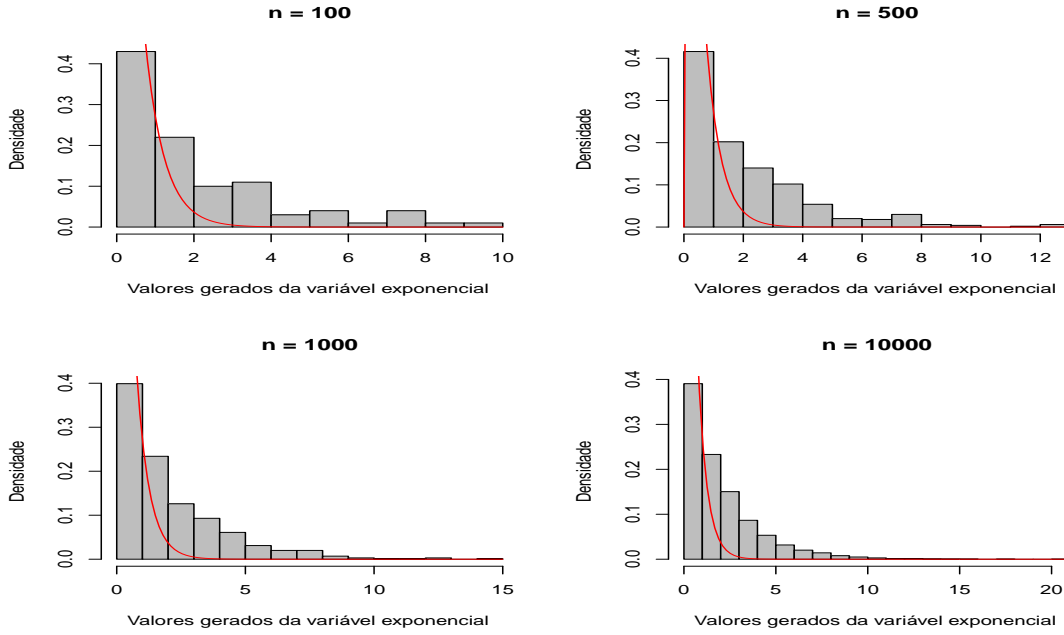 n = 100
Densidade
0.0 0.1 0.2 0.3 0.4
0 2 4 6 8 10
Valores gerados da variável exponencial
n = 500
Densidade
0.0 0.1 0.2 0.3 0.4
0 2 4 6 8 10 12
Valores gerados da variável exponencial
n = 1000
Densidade
0.0 0.1 0.2 0.3 0.4
0 5 10 15
Valores gerados da variável exponencial
n = 10000
Densidade
0.0 0.1 0.2 0.3 0.4
0 5 10 15 20
Valores gerados da variável exponencial